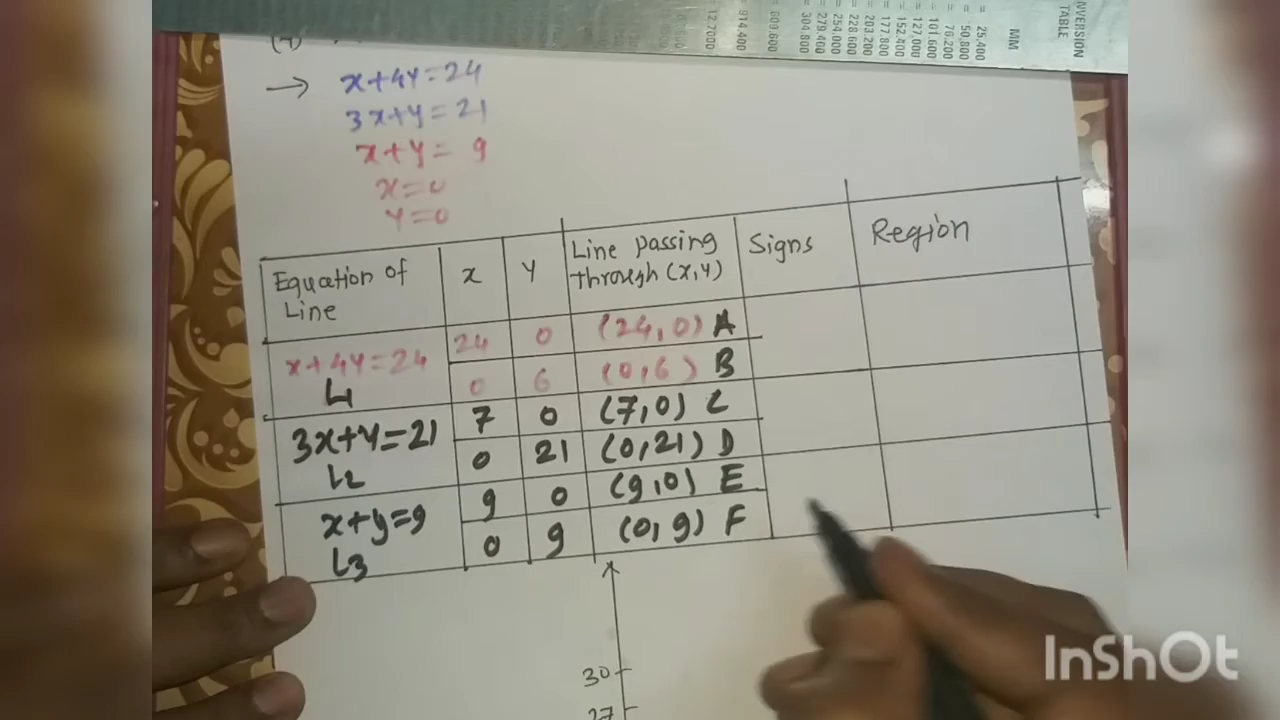 NVERSION TABLE
MM
= 25.400
= 50.800
= 76.200
= 101.600
= 127.000
= 152.400
= 177.800
= 203.200
= 228.600
= 254.000
= 279.400
= 304.800
= 609.600
= 914.400
12.7000
→ x+4y=24
3x+y=21
x+y=9
x=0
y=0
Equation of Line x y Line passing through (x,y) Signs Region
x+4y=24 24 0 (24,0) A
L1 0 6 (0,6) B
3x+y=21 7 0 (7,0) C
L2 0 21 (0,21) D
x+y=9 9 0 (9,0) E
L3 0 9 (0,9) F
30
27
InShOt